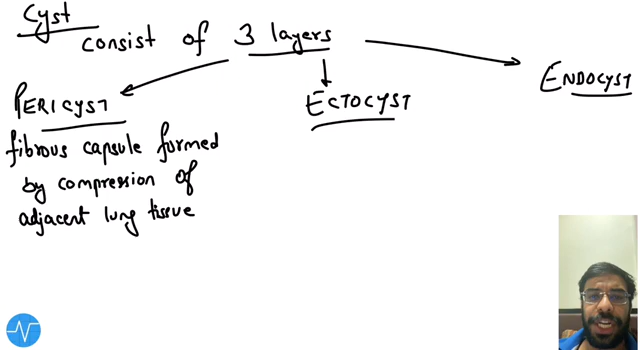 Cyst
consist of 3 layers
PERICYST
ECTOCYST
ENDOCYST
fibrous capsule formed
by compression of
adjacent lung tissue